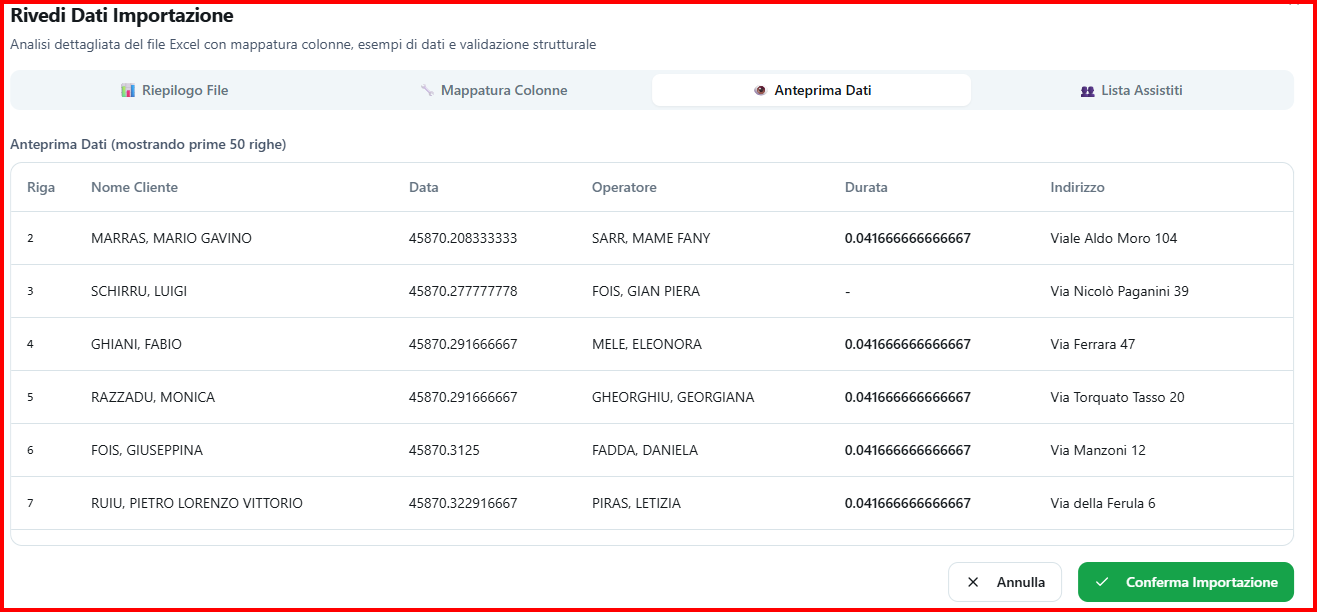 Rivedi Dati Importazione
Analisi dettagliata del file Excel con mappatura colonne, esempi di dati e validazione strutturale
Riepilogo File Mappatura Colonne Anteprima Dati Lista Assistiti
Anteprima Dati (mostrando prime 50 righe)
Riga Nome Cliente Data Operatore Durata Indirizzo
2 MARRAS, MARIO GAVINO 45870.208333333 SARR, MAME FANY 0.041666666666667 Viale Aldo Moro 104
3 SCHIRRU, LUIGI 45870.277777778 FOIS, GIAN PIERA - Via Nicolò Paganini 39
4 GHIANI, FABIO 45870.291666667 MELE, ELEONORA 0.041666666666667 Via Ferrara 47
5 RAZZADU, MONICA 45870.291666667 GHEORGHIU, GEORGIANA 0.041666666666667 Via Torquato Tasso 20
6 FOIS, GIUSEPPINA 45870.3125 FADDA, DANIELA 0.041666666666667 Via Manzoni 12
7 RUIU, PIETRO LORENZO VITTORIO 45870.322916667 PIRAS, LETIZIA 0.041666666666667 Via della Ferula 6
Annulla Conferma Importazione